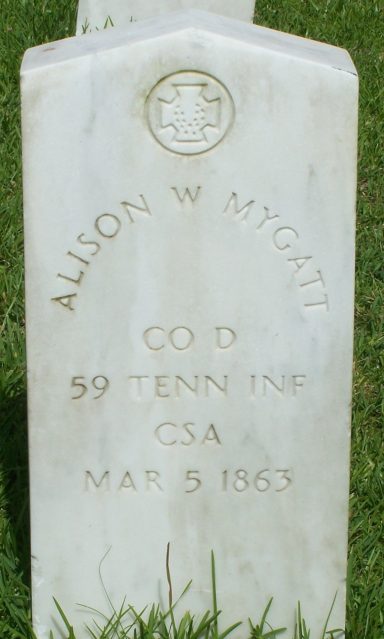 ALISON W MYGATT
CO D
59 TENN INF
CSA
MAR 5 1863